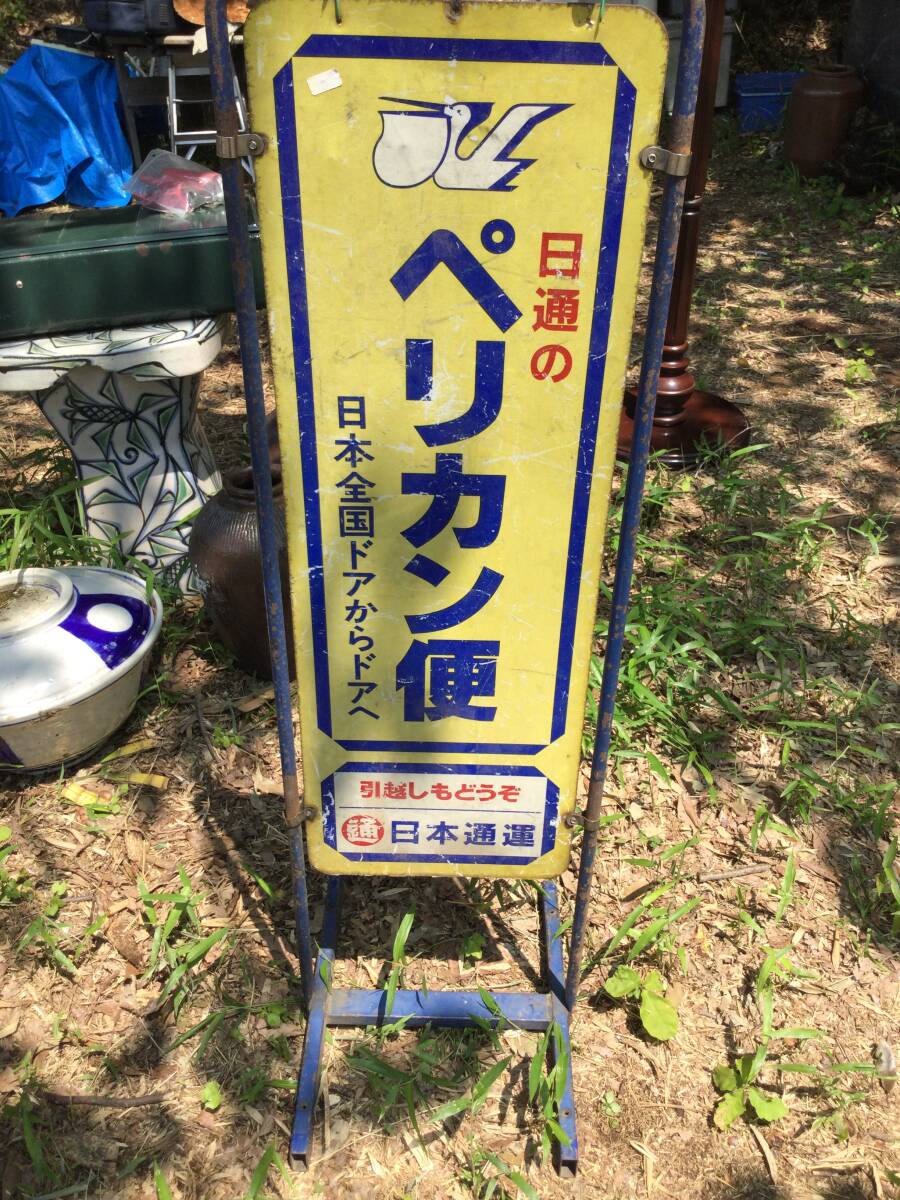 日通の
ペリカン便
日本全国ドアからドアへ
引越しもどうぞ
通 日本通運